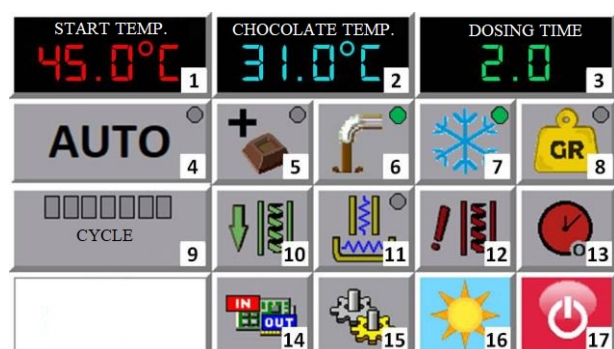 START TEMP. CHOCOLATE TEMP. DOSING TIME
45.0°C 31.0°C 2.0
1 2 3
AUTO
4 5 6 7 8
GR
CYCLE
9 10 11 12 13
IN
OUT
14 15 16 17